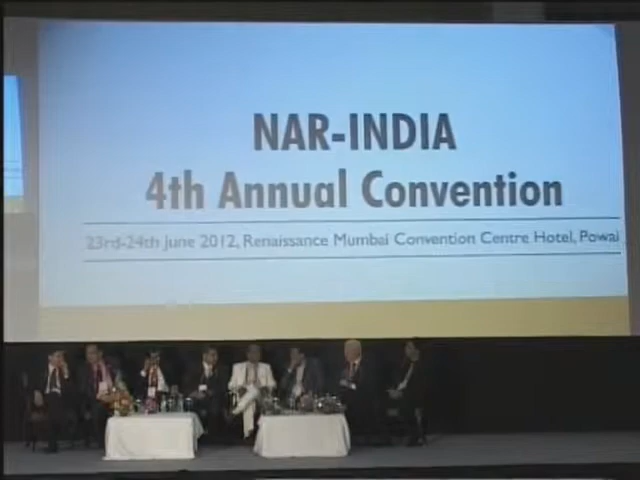 NAR-INDIA
4th Annual Convention
23rd-24th June 2012, Renaissance Mumbai Convention Centre Hotel, Powai